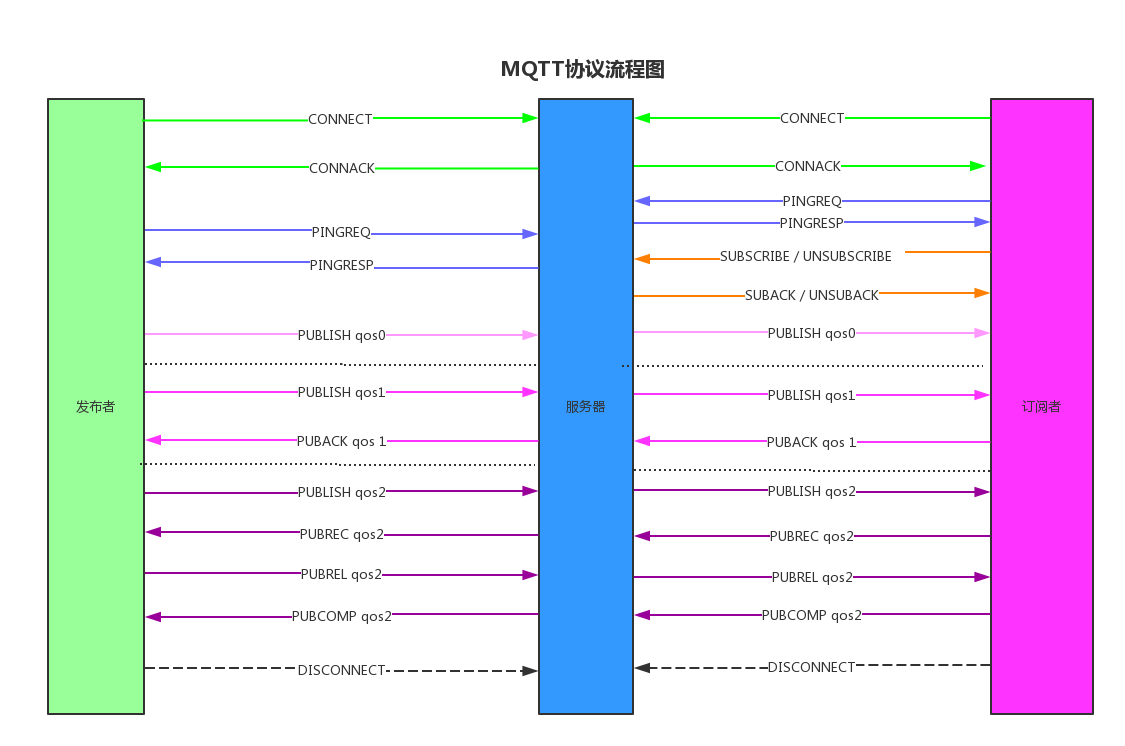 MQTT协议流程图
CONNECT
CONNECT
CONNACK
CONNACK
PINGREQ
PINGRESP
PINGREQ
PINGRESP
SUBSCRIBE / UNSUBSCRIBE
SUBACK / UNSUBACK
PUBLISH qos0
PUBLISH qos0
PUBLISH qos1
PUBLISH qos1
发布者
服务器
订阅者
PUBACK qos 1
PUBACK qos 1
PUBLISH qos2
PUBLISH qos2
PUBREC qos2
PUBREC qos2
PUBREL qos2
PUBREL qos2
PUBCOMP qos2
PUBCOMP qos2
DISCONNECT
DISCONNECT